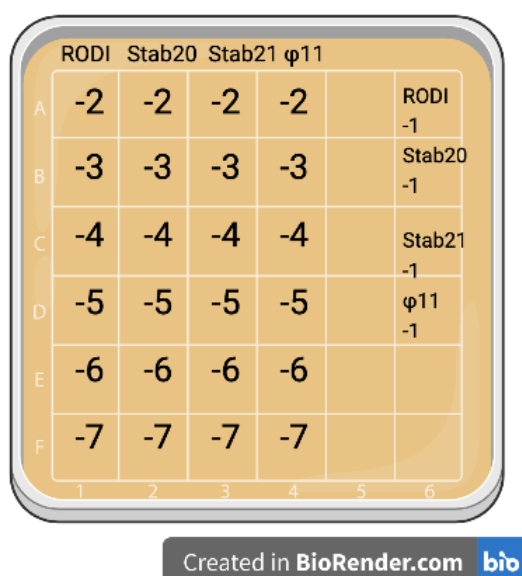 RODI Stab20 Stab21 φ11
A -2 -2 -2 -2 RODI
-1
B -3 -3 -3 -3 Stab20
-1
C -4 -4 -4 -4 Stab21
-1
D -5 -5 -5 -5 φ11
-1
E -6 -6 -6 -6
F -7 -7 -7 -7
1 2 3 4 5 6
Created in BioRender.com bio